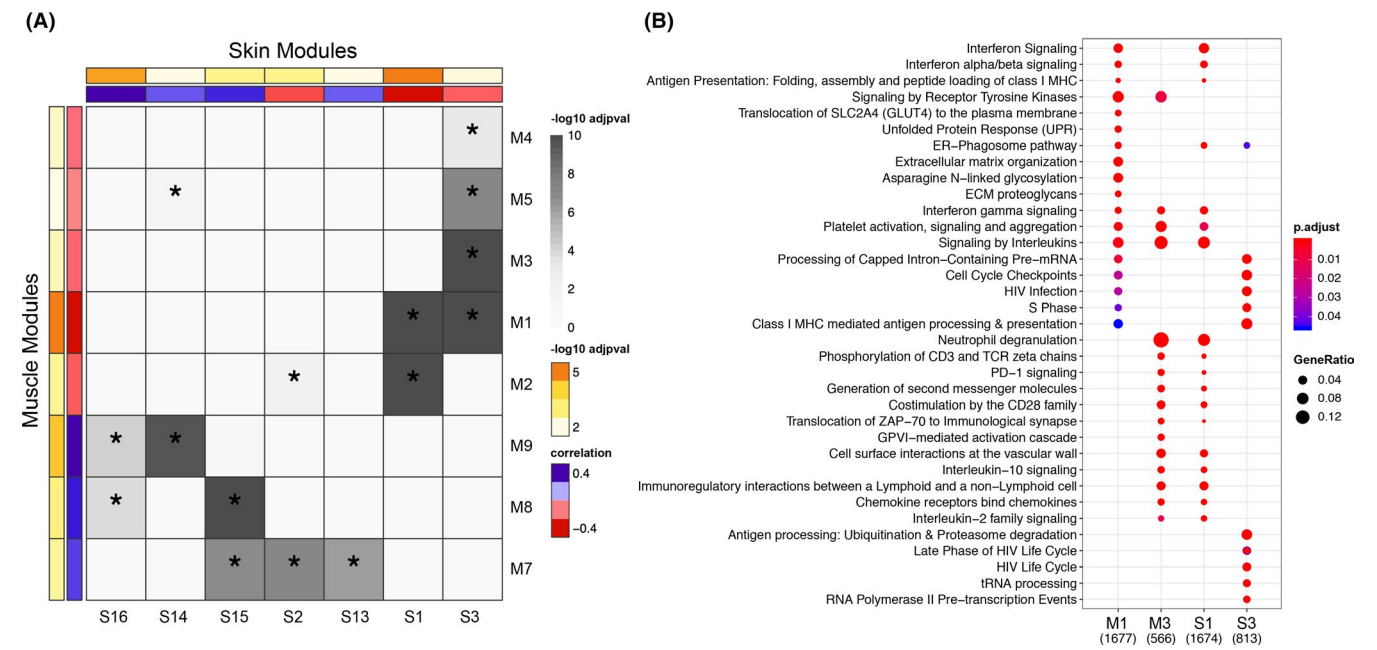 (A)
Skin Modules
Muscle Modules
M4
M5
M3
M1
M2
M9
M8
M7
S16 S14 S15 S2 S13 S1 S3
* 
* *
*
* *
* *
* *
* *
* * *
-log10 adjpval
10
8
6
4
2
0
-log10 adjpval
5
2
correlation
0.4
−0.4
(B)
Interferon Signaling
Interferon alpha/beta signaling
Antigen Presentation: Folding, assembly and peptide loading of class I MHC
Signaling by Receptor Tyrosine Kinases
Translocation of SLC2A4 (GLUT4) to the plasma membrane
Unfolded Protein Response (UPR)
ER−Phagosome pathway
Extracellular matrix organization
Asparagine N−linked glycosylation
ECM proteoglycans
Interferon gamma signaling
Platelet activation, signaling and aggregation
Signaling by Interleukins
Processing of Capped Intron−Containing Pre−mRNA
Cell Cycle Checkpoints
HIV Infection
S Phase
Class I MHC mediated antigen processing & presentation
Neutrophil degranulation
Phosphorylation of CD3 and TCR zeta chains
PD−1 signaling
Generation of second messenger molecules
Costimulation by the CD28 family
Translocation of ZAP−70 to Immunological synapse
GPVI−mediated activation cascade
Cell surface interactions at the vascular wall
Interleukin−10 signaling
Immunoregulatory interactions between a Lymphoid and a non−Lymphoid cell
Chemokine receptors bind chemokines
Interleukin−2 family signaling
Antigen processing: Ubiquitination & Proteasome degradation
Late Phase of HIV Life Cycle
HIV Life Cycle
tRNA processing
RNA Polymerase II Pre−transcription Events
M1 M3 S1 S3
(1677) (566) (1674) (813)
p.adjust
0.01
0.02
0.03
0.04
GeneRatio
0.04
0.08
0.12